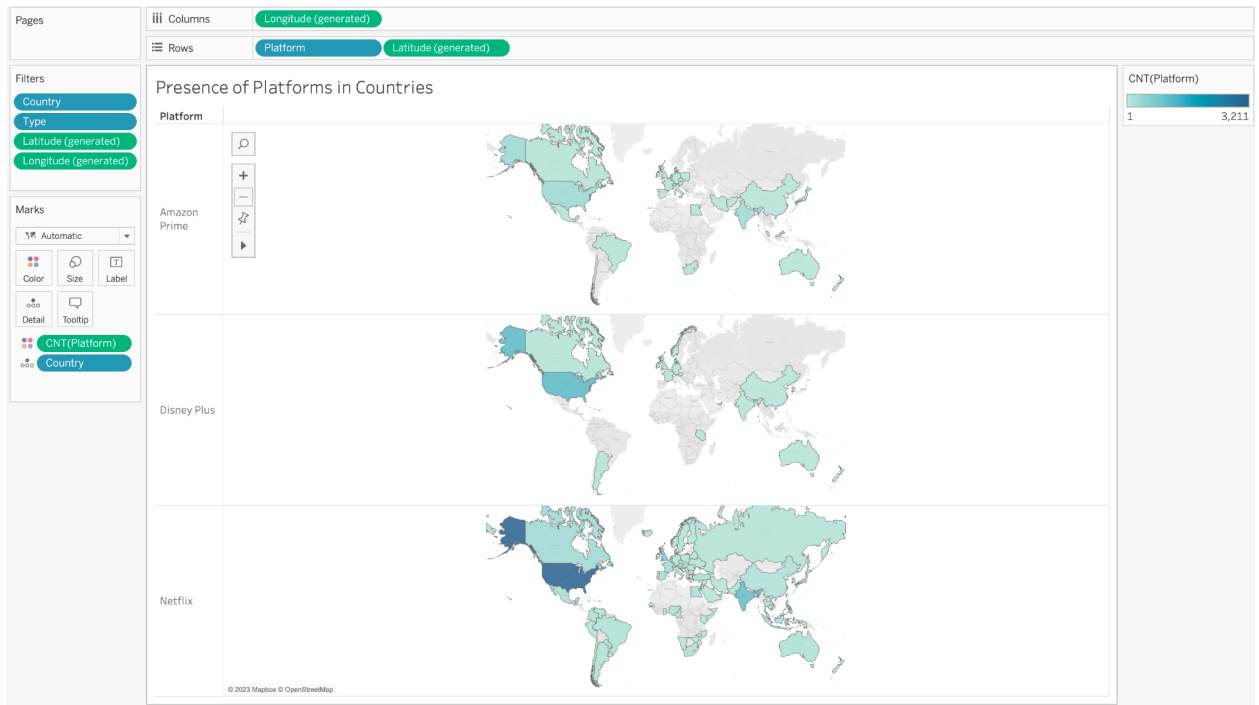 Pages
Columns
Longitude (generated)
Rows
Platform
Latitude (generated)
Filters
Country
Type
Latitude (generated)
Longitude (generated)
Marks
Automatic
Color
Size
Label
Detail
Tooltip
CNT(Platform)
Country
Presence of Platforms in Countries
Platform
Amazon
Prime
Disney Plus
Netflix
© 2023 Mapbox © OpenStreetMap
CNT(Platform)
1
3,211